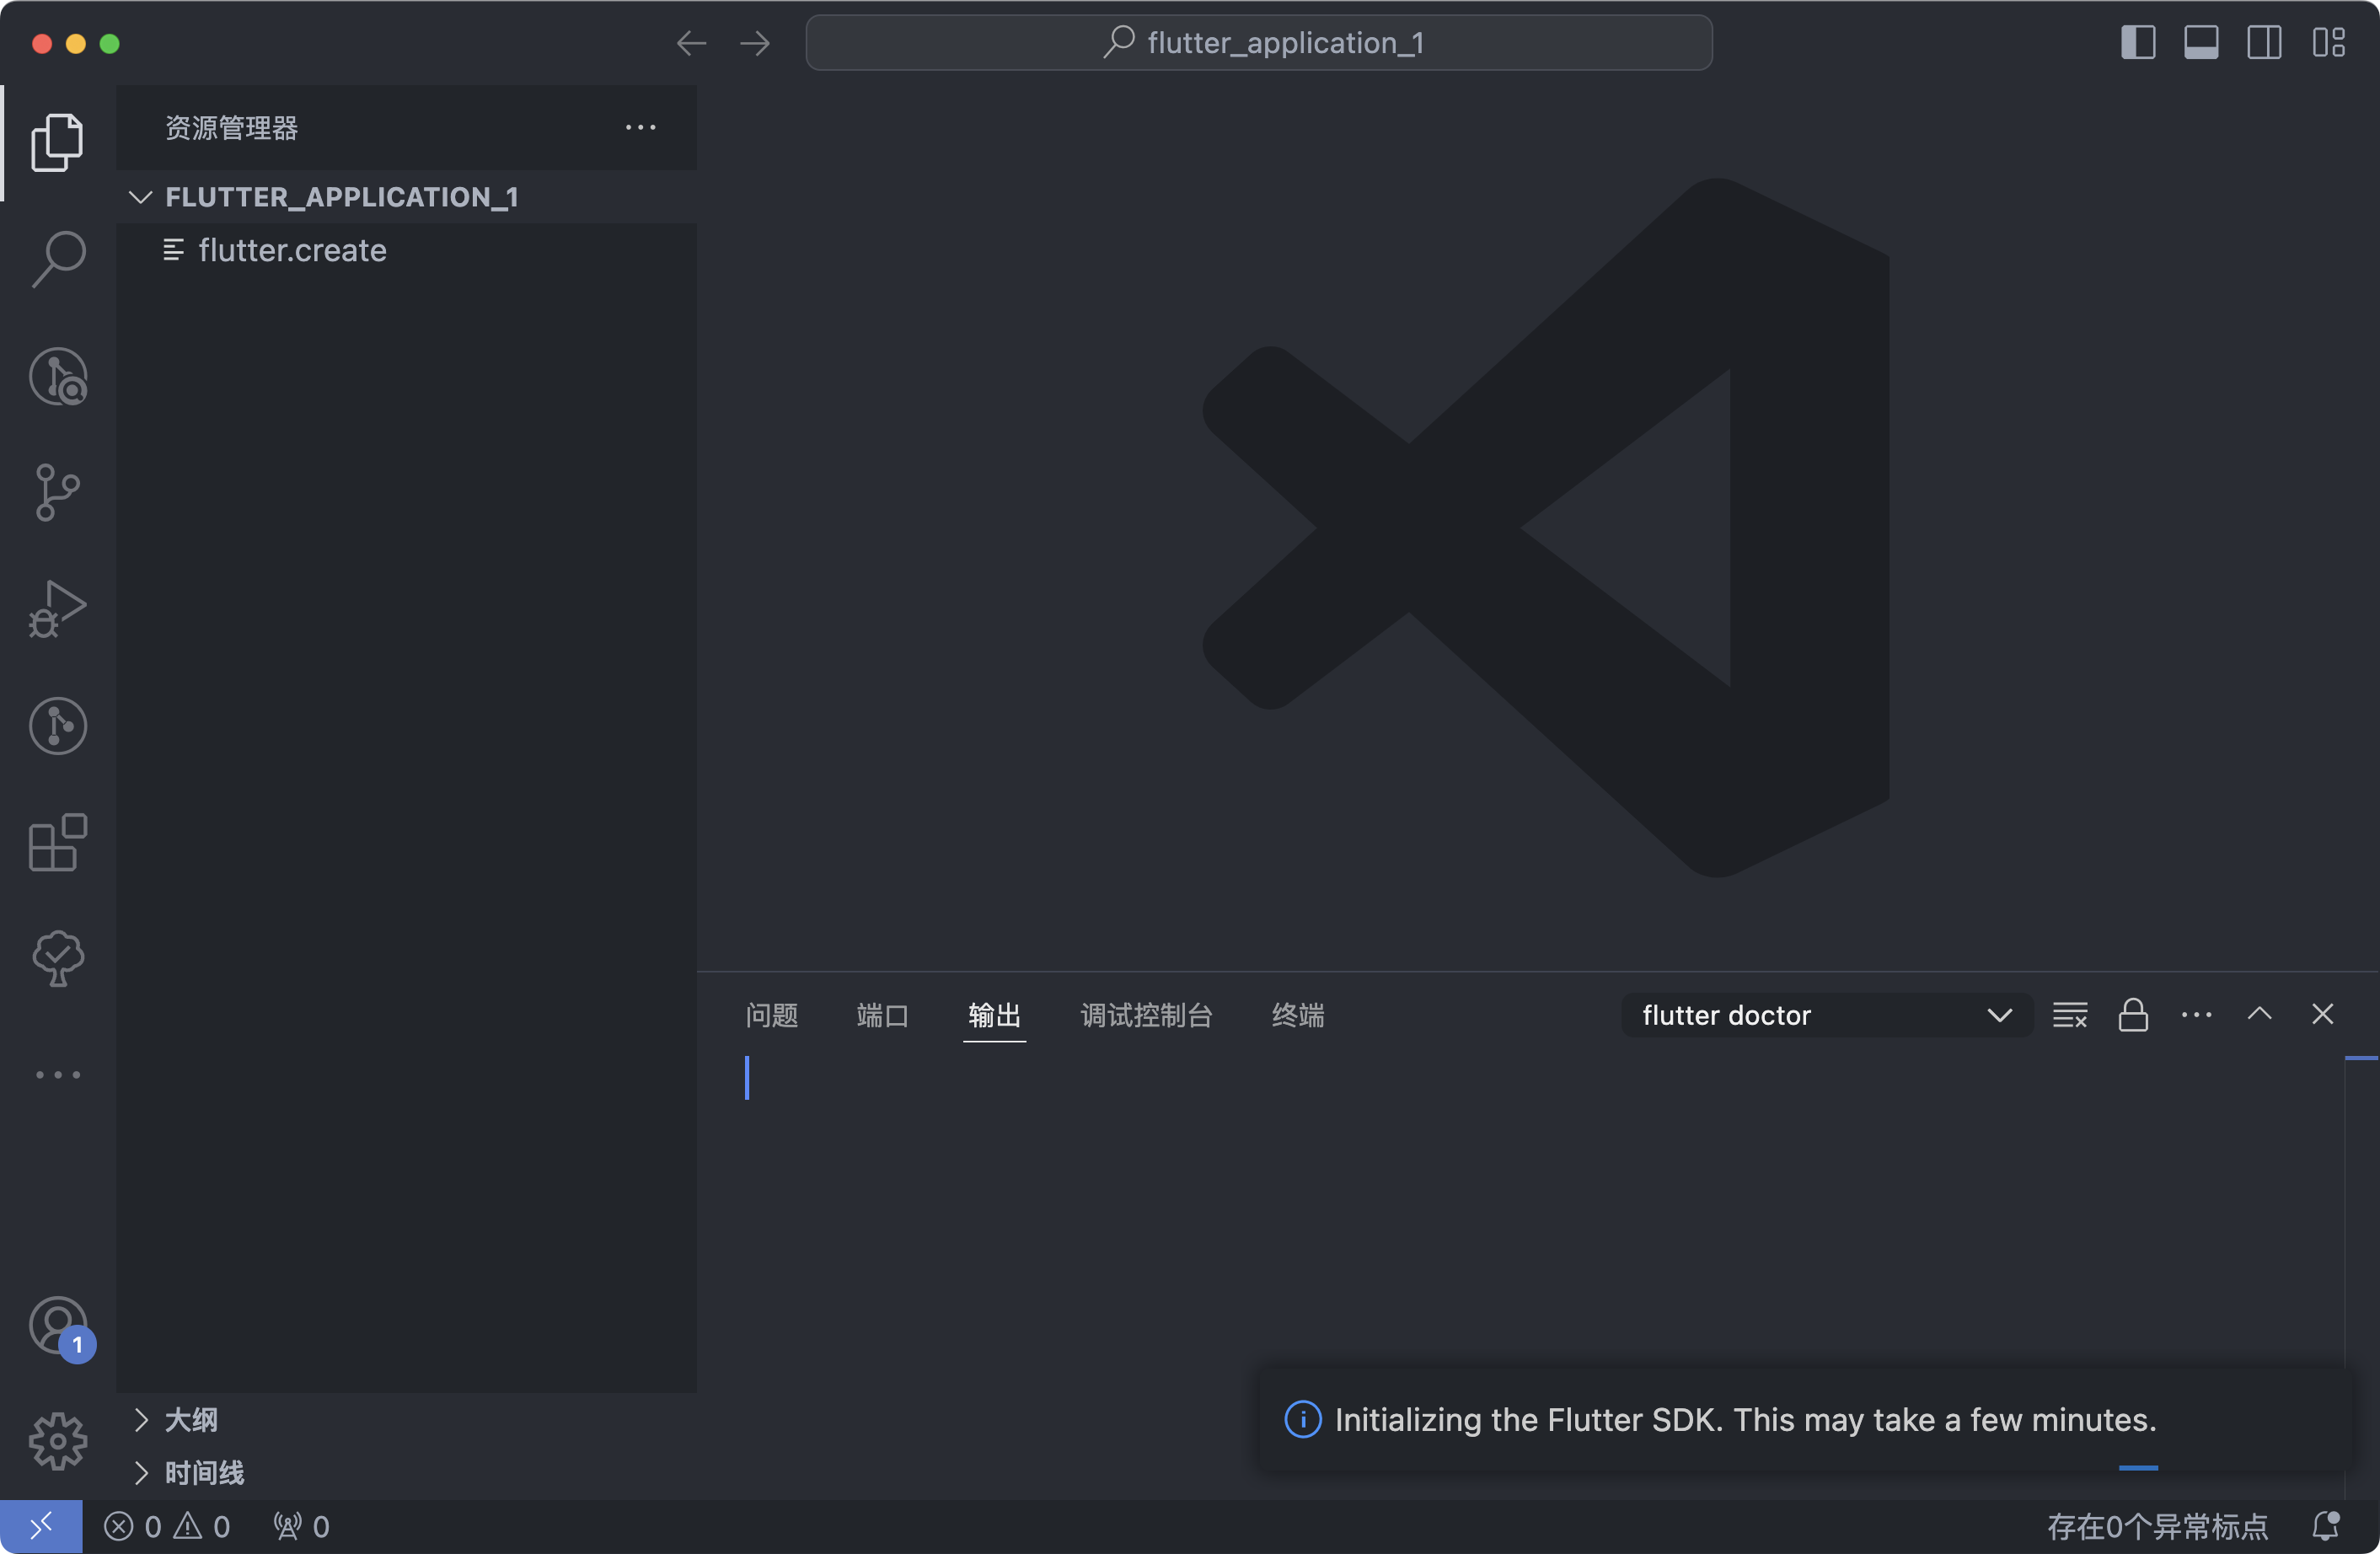 flutter_application_1
资源管理器
FLUTTER_APPLICATION_1
flutter.create
问题 端口 输出 调试控制台 终端 flutter doctor
1
大纲
Initializing the Flutter SDK. This may take a few minutes.
时间线
0 0 0 存在0个异常标点